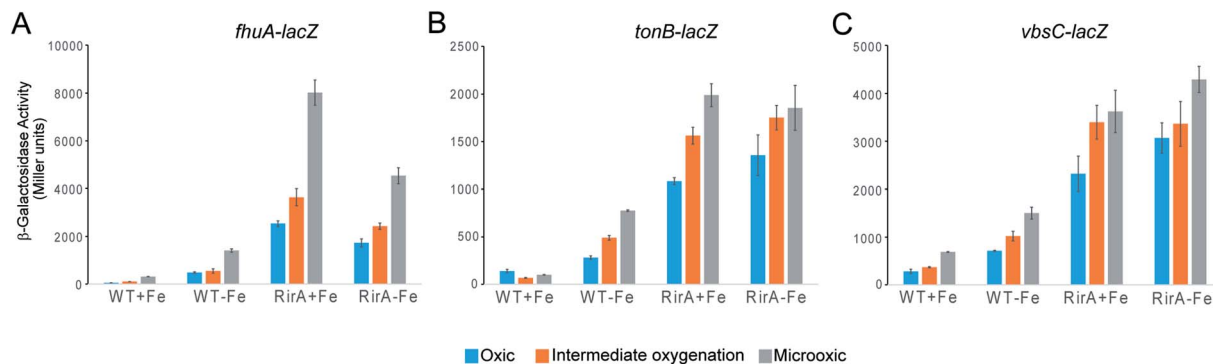 A
fhuA-lacZ
β-Galactosidase Activity
(Miller units)
10000
8000
6000
4000
2000
0
WT+Fe
WT-Fe
RirA+Fe
RirA-Fe
B
tonB-lacZ
2500
2000
1500
1000
500
0
WT+Fe
WT-Fe
RirA+Fe
RirA-Fe
C
vbsC-lacZ
5000
4000
3000
2000
1000
0
WT+Fe
WT-Fe
RirA+Fe
RirA-Fe
Oxic
Intermediate oxygenation
Microoxic